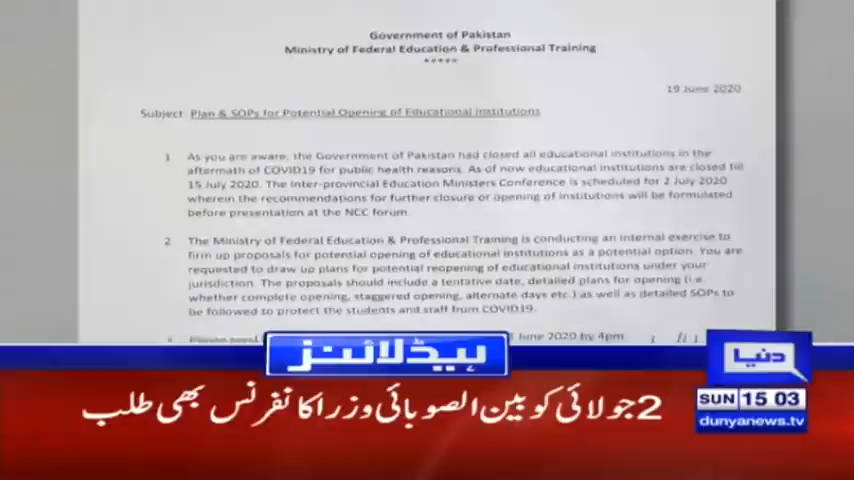 Government of Pakistan
Ministry of Federal Education & Professional Training
*****
19 June 2020
Subject: Plan & SOPs for Potential Opening of Educational Institutions
1 As you are aware, the Government of Pakistan had closed all educational institutions in the
aftermath of COVID19 for public health reasons. As of now educational institutions are closed till
15 July 2020. The Inter-provincial Education Ministers Conference is scheduled for 2 July 2020
wherein the recommendations for further closure or opening of institutions will be formulated
before presentation at the NCC forum.
2 The Ministry of Federal Education & Professional Training is conducting an internal exercise to
firm up proposals for potential opening of educational institutions as a potential option. You are
requested to draw up plans for potential reopening of educational institutions under your
jurisdiction. The proposals should include a tentative date, detailed plans for opening (i.e.
whether complete opening, staggered opening, alternate days etc.) as well as detailed SOPs to
be followed to protect the students and staff from COVID19.
June 2020 by 4pm
ہیڈلائنز
دنیا
2 جولائی کو بین الصوبائی وزرا کانفرنس بھی طلب
SUN 15 03
dunyanews.tv